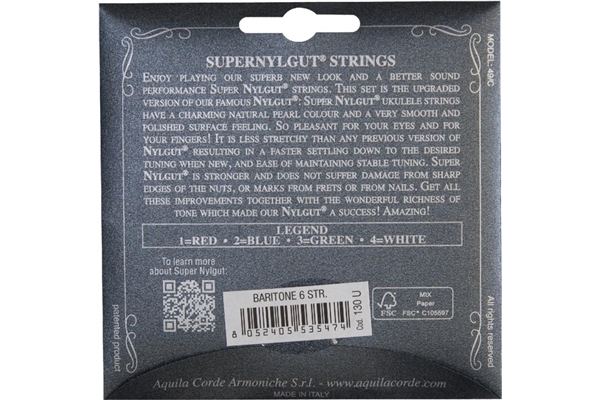 SUPERNYLGUT® STRINGS
ENJOY PLAYING OUR SUPERB NEW LOOK AND A BETTER SOUND
PERFORMANCE SUPER NYLGUT® STRINGS. THIS SET IS THE UPGRADED
VERSION OF OUR FAMOUS NYLGUT®: SUPER NYLGUT® UKULELE STRINGS
HAVE A CHARMING NATURAL PEARL COLOUR AND A VERY SMOOTH AND
POLISHED SURFACE FEELING. SO PLEASANT FOR YOUR EYES AND FOR
YOUR FINGERS! IT IS LESS STRETCHY THAN ANY PREVIOUS VERSION OF
NYLGUT® RESULTING IN A FASTER SETTLING DOWN TO THE DESIRED
TUNING WHEN NEW, AND EASE OF MAINTAINING STABLE TUNING. SUPER
NYLGUT® IS STRONGER AND DOES NOT SUFFER DAMAGE FROM SHARP
EDGES OF THE NUTS, OR MARKS FROM FRETS OR FROM NAILS. GET ALL
THESE IMPROVEMENTS TOGETHER WITH THE WONDERFUL RICHNESS OF
TONE WHICH MADE OUR NYLGUT® A SUCCESS! AMAZING!
LEGEND
1=RED • 2=BLUE • 3=GREEN • 4=WHITE
To learn more
about Super Nylgut:
BARITONE 6 STR.
8 052405 535474
Cod. 130 U
FSC
MIX
Paper
FSC® C105597
patented product
All rights reserved
Aquila Corde Armoniche S.r.l. - www.aquilacorde.com
MADE IN ITALY